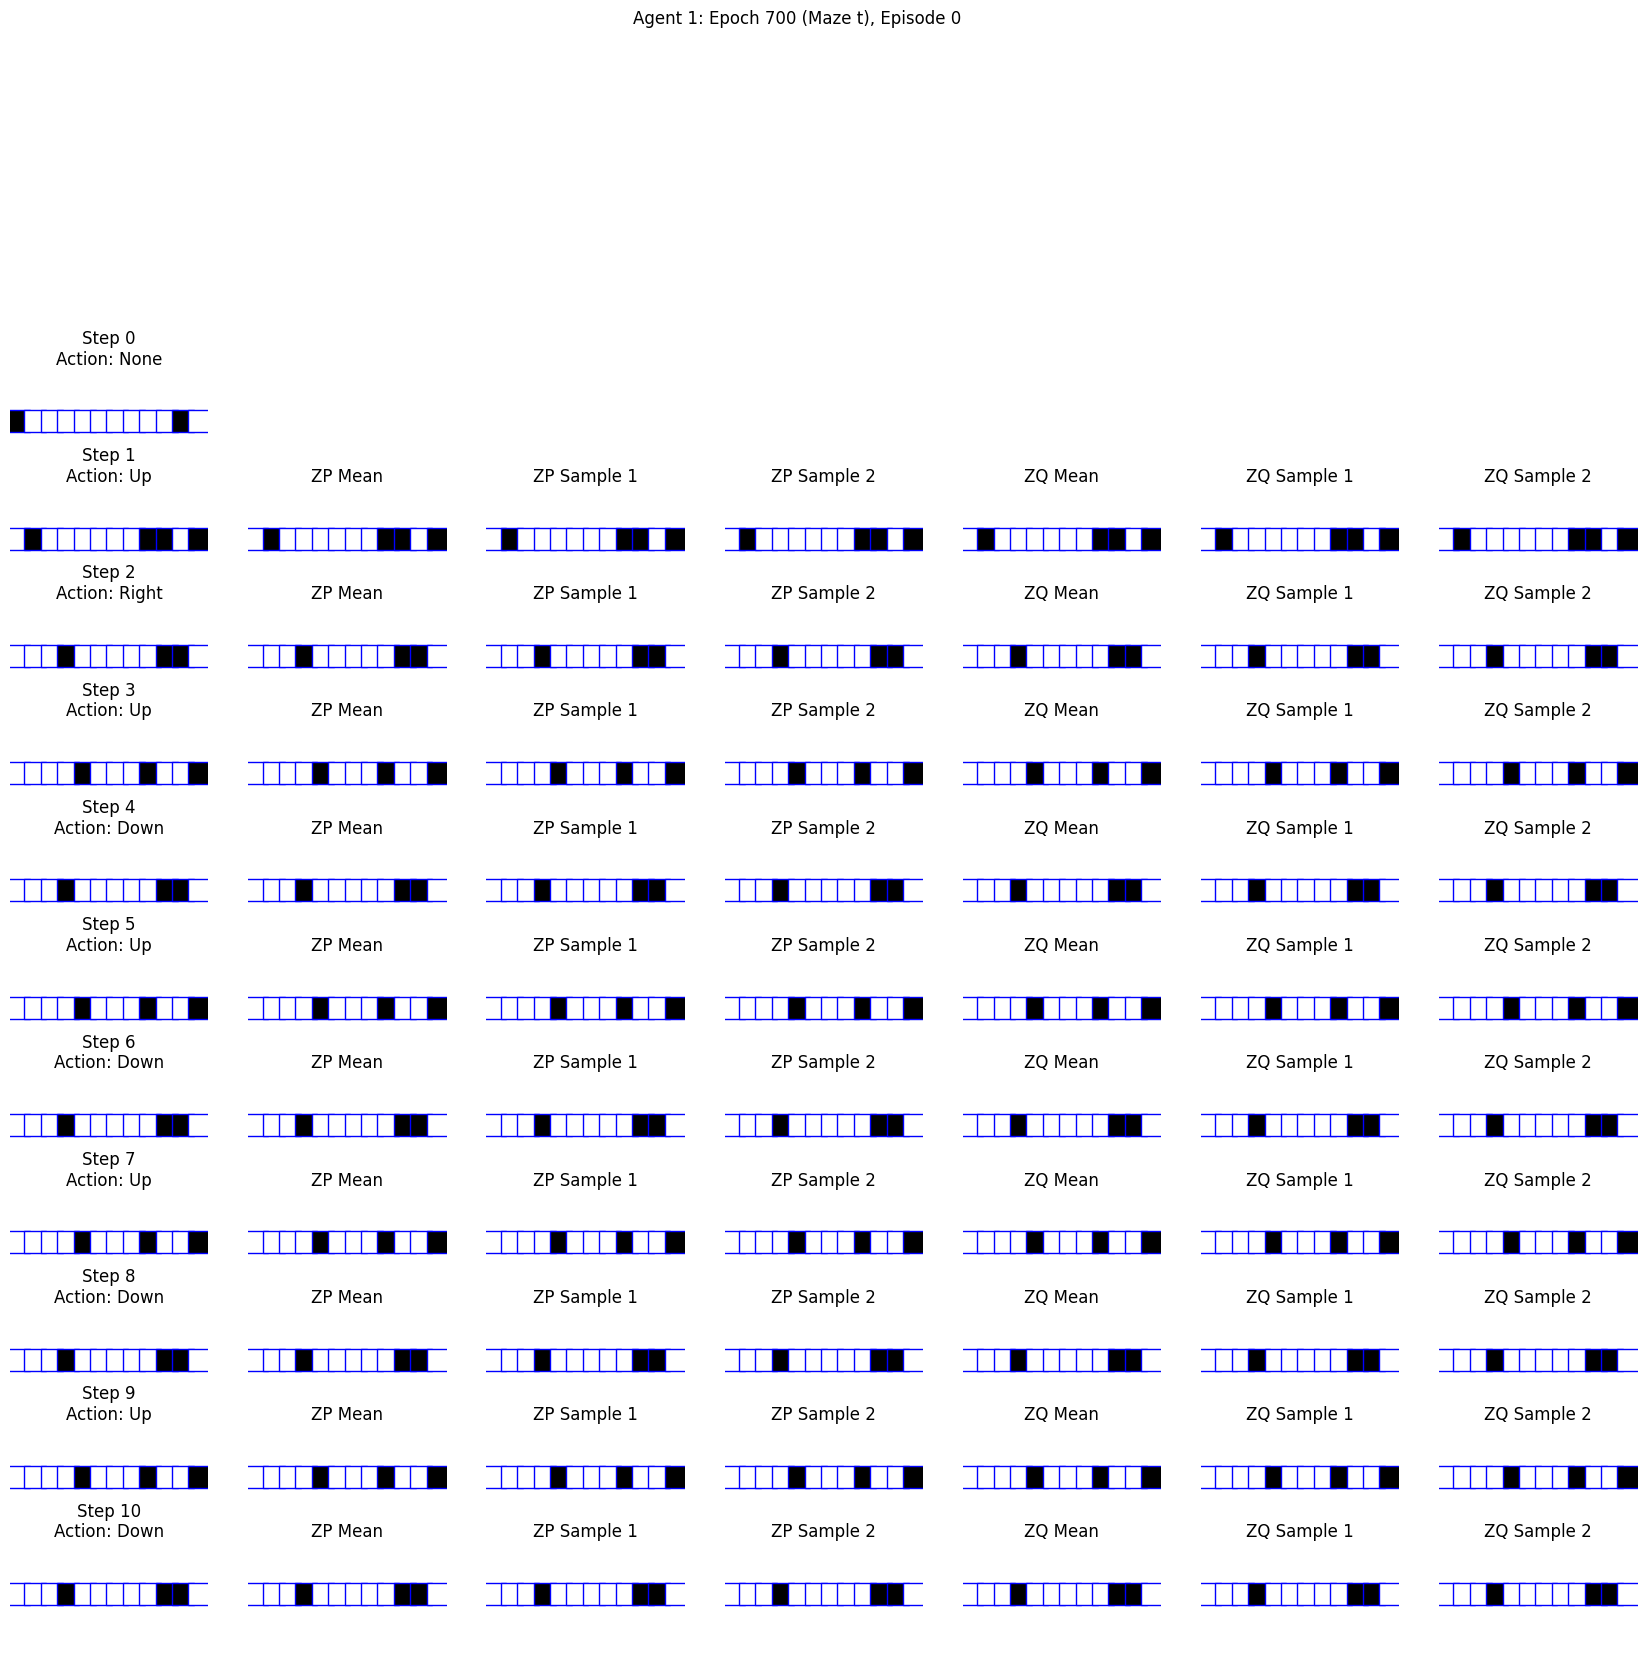 Agent 1: Epoch 700 (Maze t), Episode 0
Step 0
Action: None
Step 1
Action: Up
ZP Mean
ZP Sample 1
ZP Sample 2
ZQ Mean
ZQ Sample 1
ZQ Sample 2
Step 2
Action: Right
ZP Mean
ZP Sample 1
ZP Sample 2
ZQ Mean
ZQ Sample 1
ZQ Sample 2
Step 3
Action: Up
ZP Mean
ZP Sample 1
ZP Sample 2
ZQ Mean
ZQ Sample 1
ZQ Sample 2
Step 4
Action: Down
ZP Mean
ZP Sample 1
ZP Sample 2
ZQ Mean
ZQ Sample 1
ZQ Sample 2
Step 5
Action: Up
ZP Mean
ZP Sample 1
ZP Sample 2
ZQ Mean
ZQ Sample 1
ZQ Sample 2
Step 6
Action: Down
ZP Mean
ZP Sample 1
ZP Sample 2
ZQ Mean
ZQ Sample 1
ZQ Sample 2
Step 7
Action: Up
ZP Mean
ZP Sample 1
ZP Sample 2
ZQ Mean
ZQ Sample 1
ZQ Sample 2
Step 8
Action: Down
ZP Mean
ZP Sample 1
ZP Sample 2
ZQ Mean
ZQ Sample 1
ZQ Sample 2
Step 9
Action: Up
ZP Mean
ZP Sample 1
ZP Sample 2
ZQ Mean
ZQ Sample 1
ZQ Sample 2
Step 10
Action: Down
ZP Mean
ZP Sample 1
ZP Sample 2
ZQ Mean
ZQ Sample 1
ZQ Sample 2